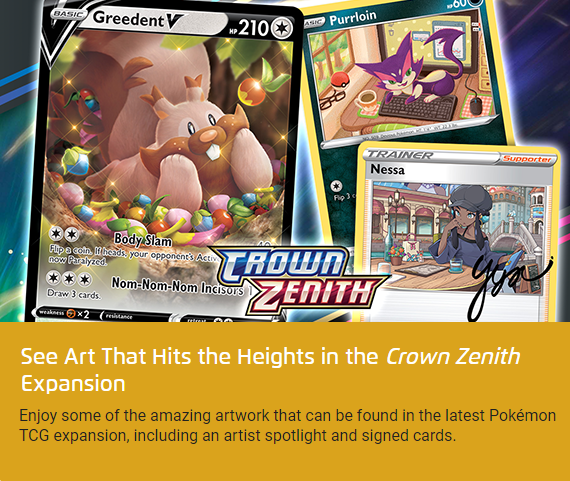 BASIC
Greedent V
HP 210
BASIC
Purrloin
HP 60
TRAINER
Supporter
Nessa
Body Slam
Flip a coin. If heads, your opponent's Activ
now Paralyzed.
Nom-Nom-Nom Incisors
Draw 3 cards.
weakness ×2 resistance retreat
Flip 3 c
CROWN
ZENITH
See Art That Hits the Heights in the Crown Zenith
Expansion
Enjoy some of the amazing artwork that can be found in the latest Pokémon
TCG expansion, including an artist spotlight and signed cards.